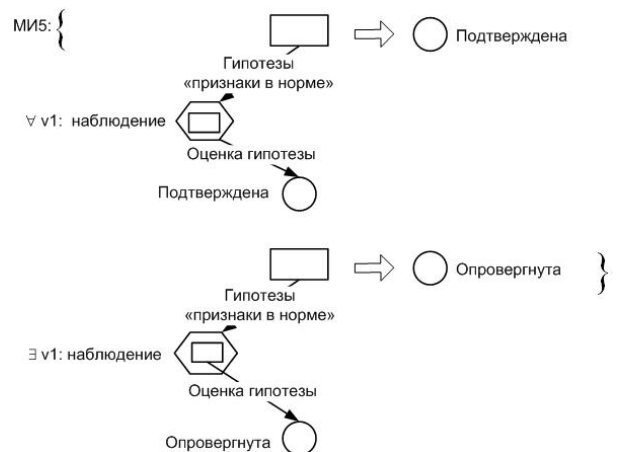 МИ5: {
Подтверждена
Гипотезы
«признаки в норме»
∀ v1: наблюдение
Оценка гипотезы
Подтверждена
Опровергнута }
Гипотезы
«признаки в норме»
∃ v1: наблюдение
Оценка гипотезы
Опровергнута